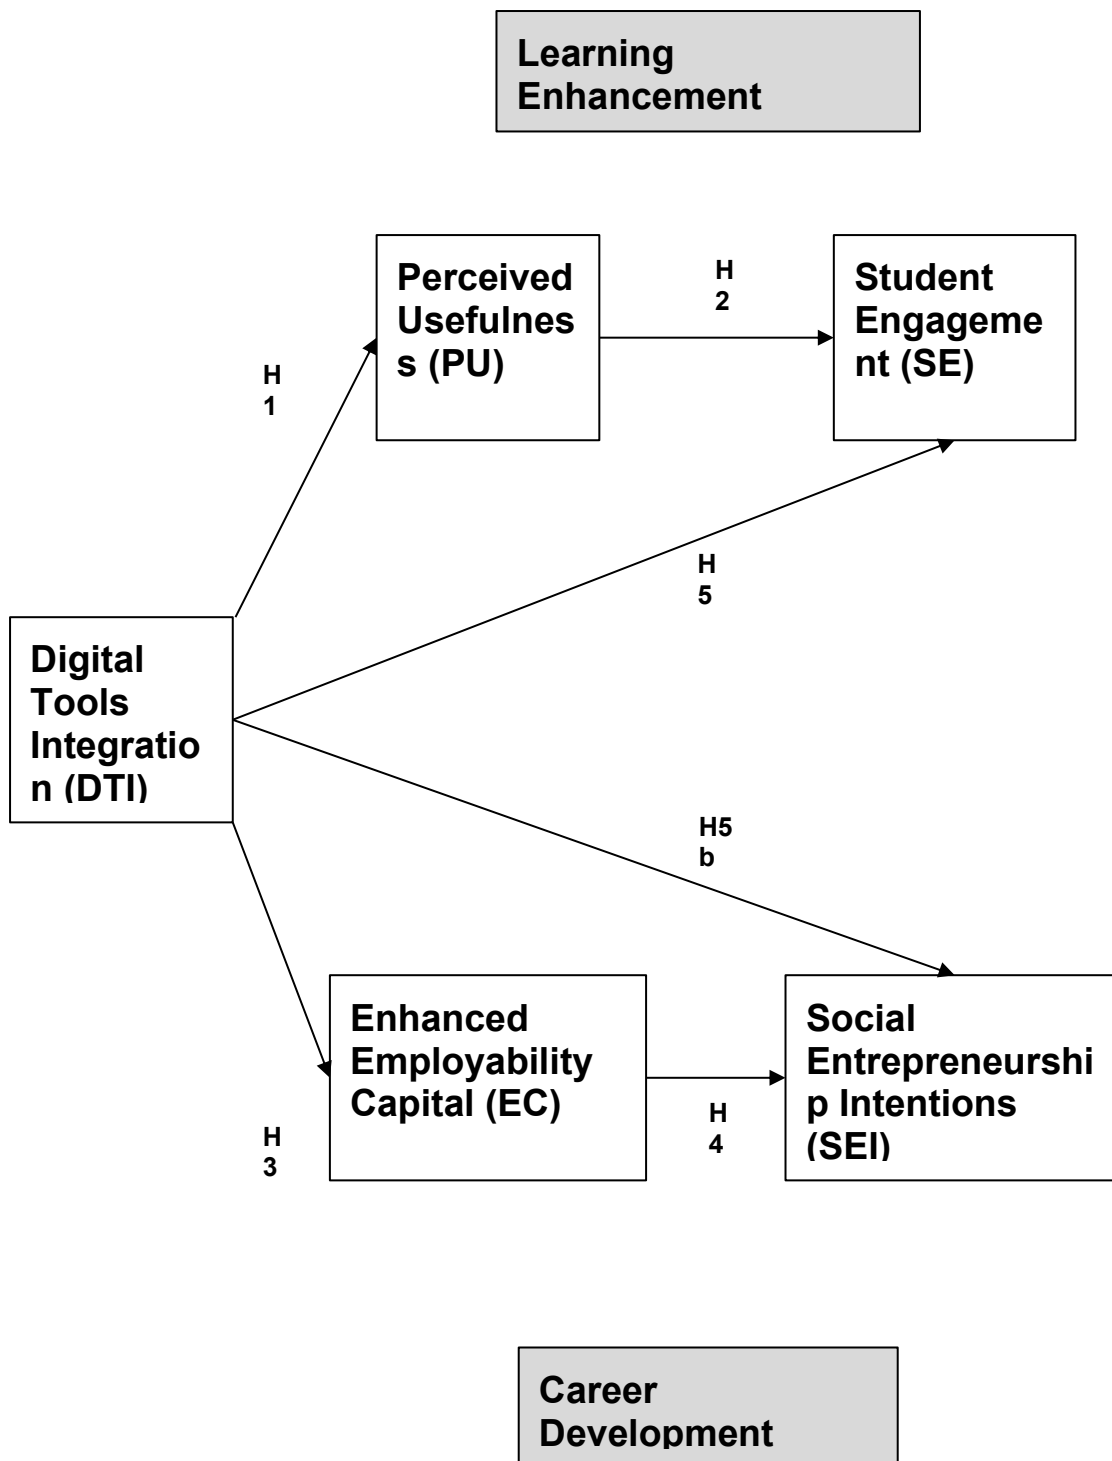 Learning
Enhancement
Perceived
Usefulnes
s (PU)
H
2
Student
Engageme
nt (SE)
H
1
H
5
Digital
Tools
Integratio
n (DTI)
H5
b
Enhanced
Employability
Capital (EC)
Social
Entrepreneurshi
p Intentions
(SEI)
H
4
H
3
Career
Development